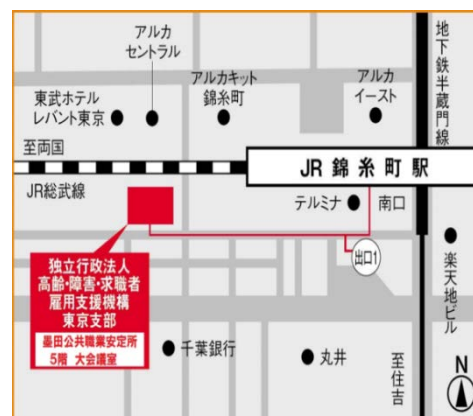 アルカ
セントラル
アルカキット
錦糸町
アルカ
イースト
地下鉄半蔵門線
東武ホテル
レバント東京
至両国
JR錦糸町駅
JR総武線
テルミナ
南口
出口1
独立行政法人
高齢・障害・求職者
雇用支援機構
東京支部
墨田公共職業安定所
5階 大会議室
楽天地ビル
千葉銀行
丸井
至住吉
N